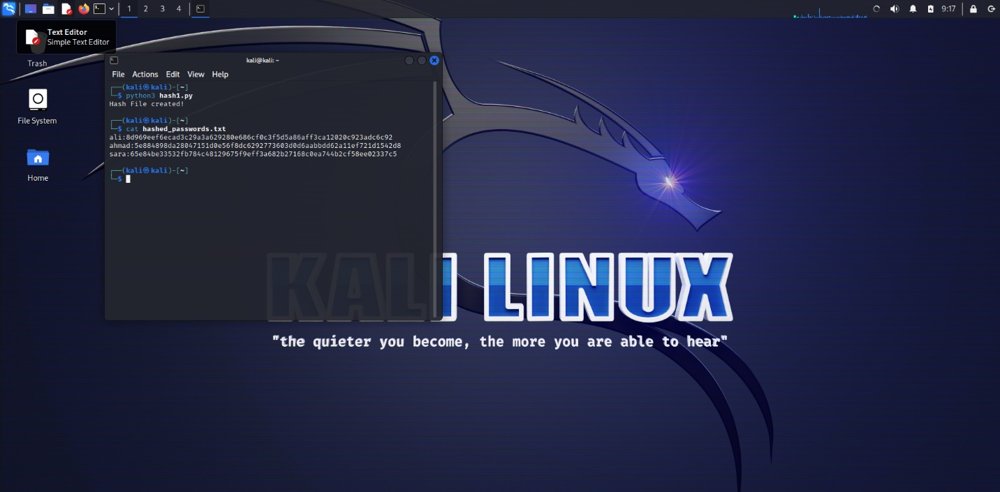 1 2 3 4
9:17
Text Editor
Simple Text Editor
Trash
File System
Home
kali@kali: ~
File Actions Edit View Help
┌──(kali㉿kali)-[~]
└─$ python3 hash1.py
Hash File created!
┌──(kali㉿kali)-[~]
└─$ cat hashed_passwords.txt
ali:8d969eef6ecad3c29a3a629280e686cf0c3f5d5a86aff3ca12020c923adc6c92
ahmad:5e884898da28047151d0e56f8dc6292773603d0d6aabbdd62a11ef721d1542d8
sara:65e84be33532fb784c48129675f9eff3a682b27168c0ea744b2cf58ee02337c5
┌──(kali㉿kali)-[~]
└─$
KALI LINUX
"the quieter you become, the more you are able to hear"